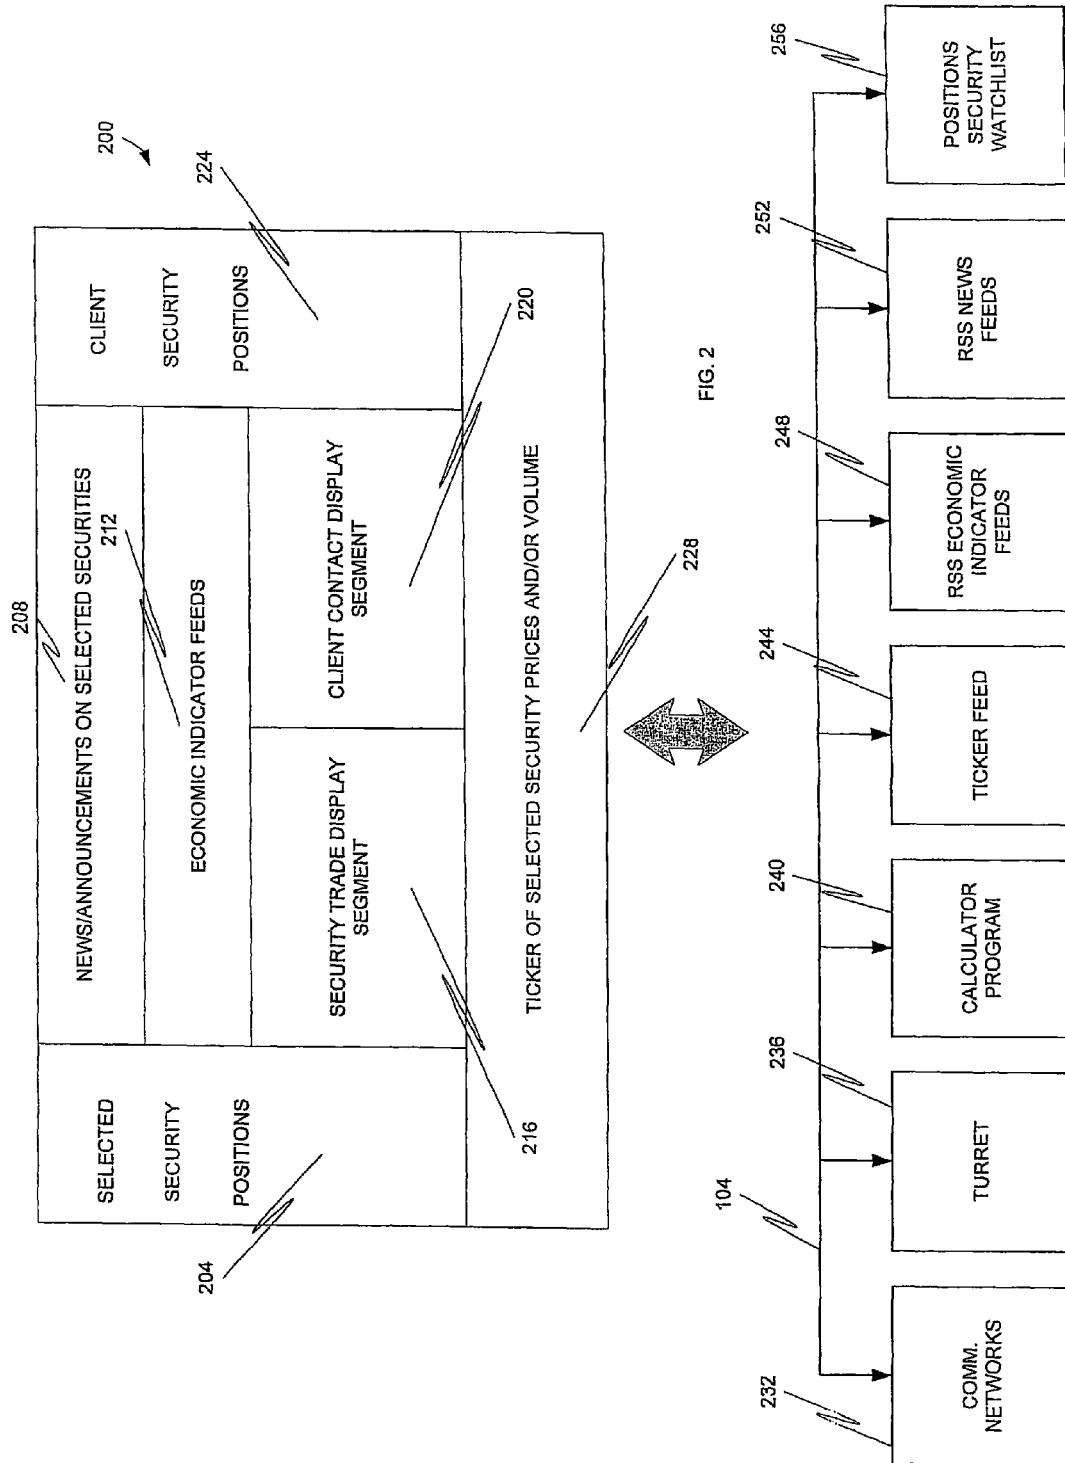 200
208
NEWS/ANNOUNCEMENTS ON SELECTED SECURITIES
212
ECONOMIC INDICATOR FEEDS
SELECTED
SECURITY
POSITIONS
204
SECURITY TRADE DISPLAY
SEGMENT
216
CLIENT CONTACT DISPLAY
SEGMENT
220
CLIENT
SECURITY
POSITIONS
224
TICKER OF SELECTED SECURITY PRICES AND/OR VOLUME
228
FIG. 2
104
232
COMM.
NETWORKS
236
TURRET
240
CALCULATOR
PROGRAM
244
TICKER FEED
248
RSS ECONOMIC
INDICATOR
FEEDS
252
RSS NEWS
FEEDS
256
POSITIONS
SECURITY
WATCHLIST